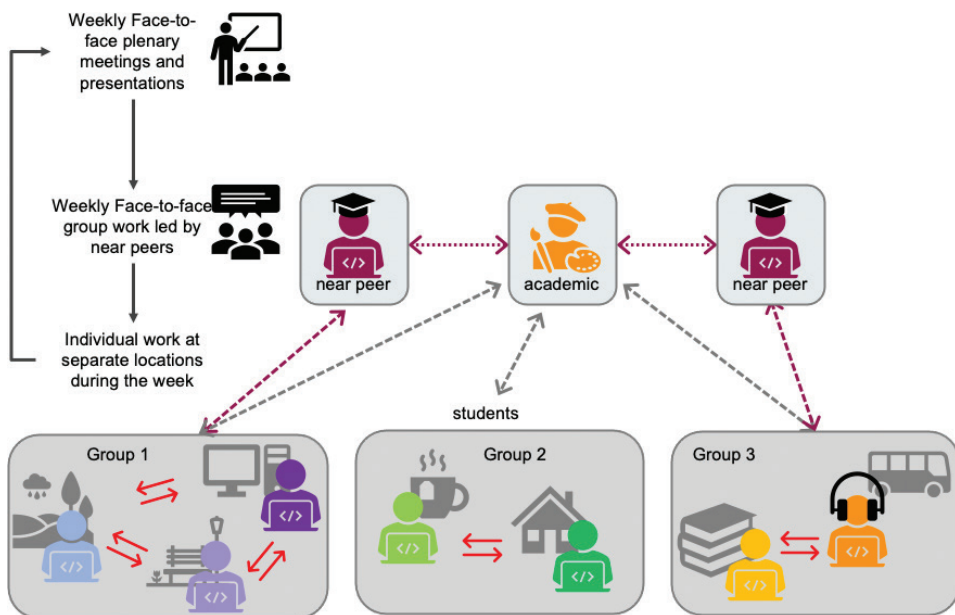 Weekly Face-to-
face plenary
meetings and
presentations
Weekly Face-to-face
group work led by
near peers
Individual work at
separate locations
during the week
</>
near peer
academic
</>
near peer
students
Group 1
</>
</>
</>
Group 2
</>
</>
Group 3
</>
</>